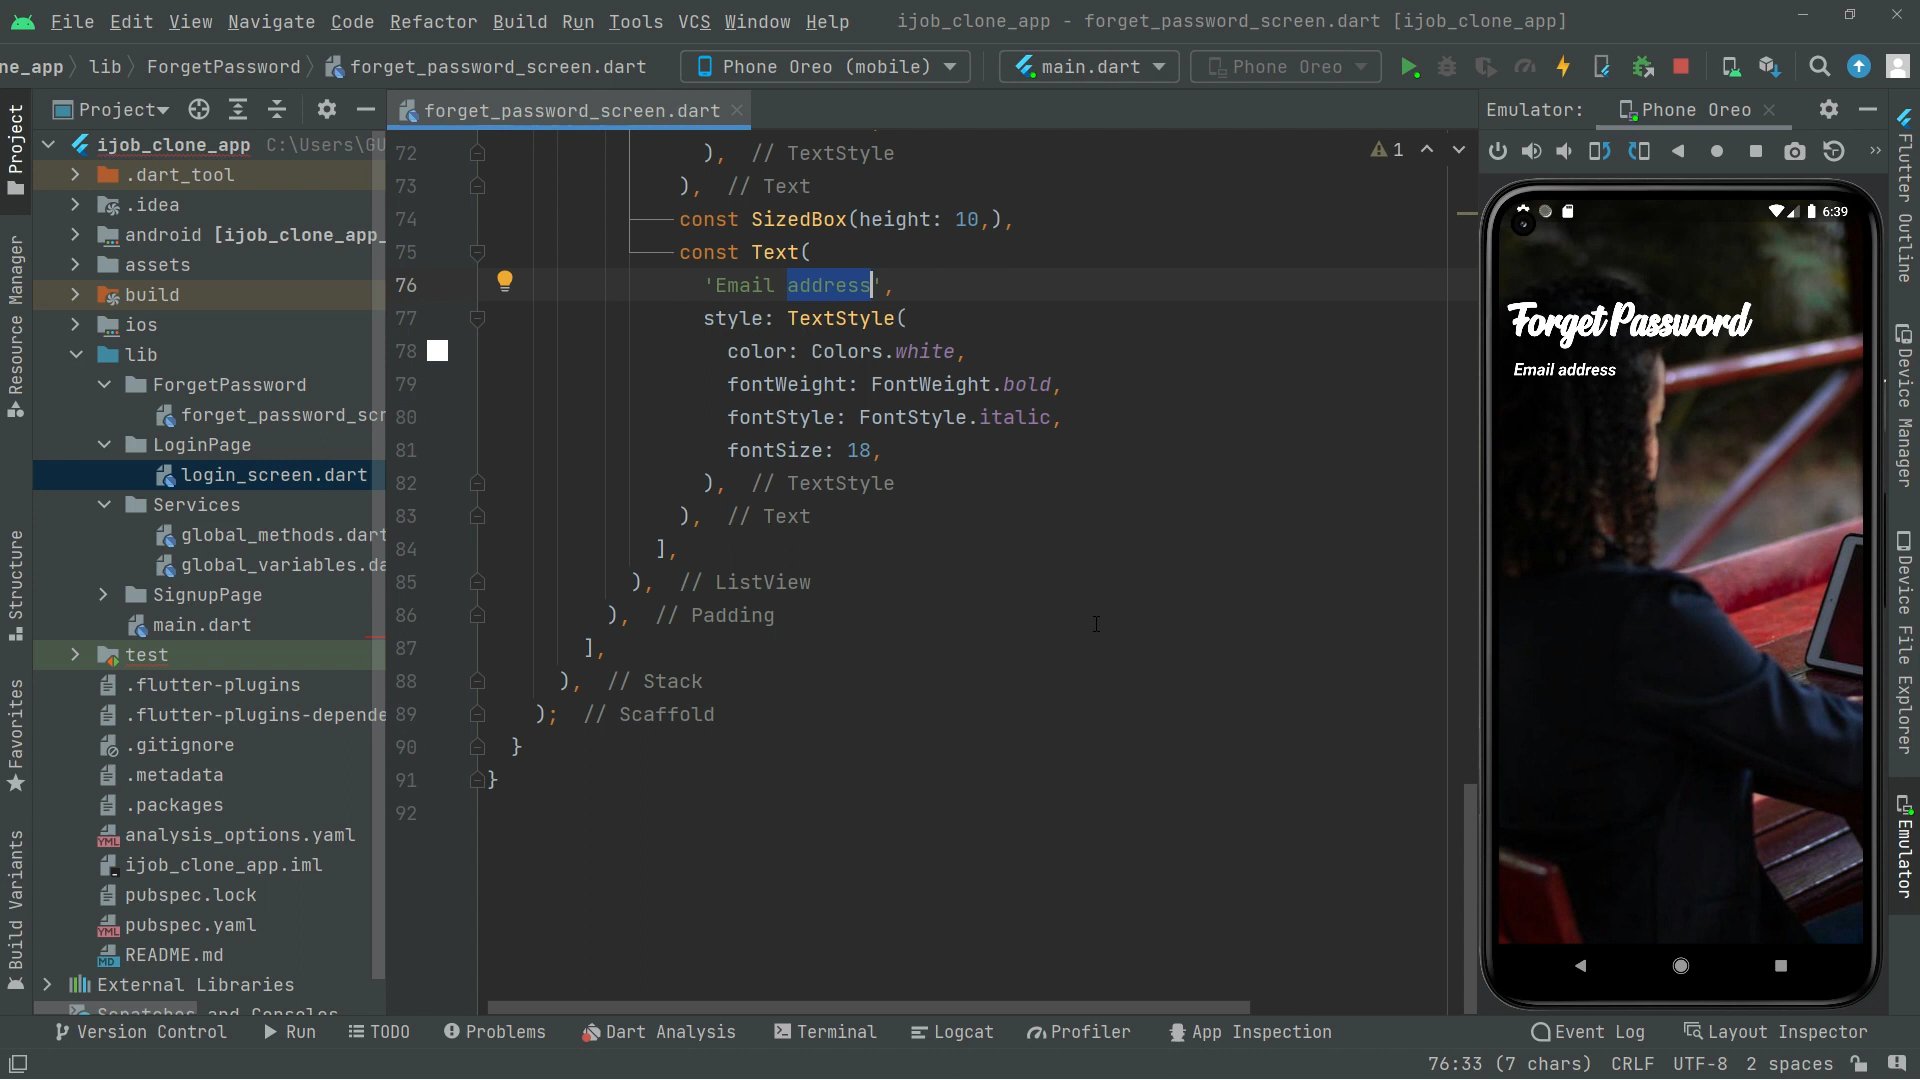 File Edit View Navigate Code Refactor Build Run Tools VCS Window Help ijob_clone_app - forget_password_screen.dart [ijob_clone_app]
ne_app lib ForgetPassword forget_password_screen.dart Phone Oreo (mobile) main.dart Phone Oreo
Project forget_password_screen.dart Emulator: Phone Oreo
ijob_clone_app C:\Users\GU
.dart_tool
.idea
android [ijob_clone_app_
assets
build
ios
lib
ForgetPassword
forget_password_scr
LoginPage
login_screen.dart
Services
global_methods.dart
global_variables.da
SignupPage
main.dart
test
.flutter-plugins
.flutter-plugins-depende
.gitignore
.metadata
.packages
analysis_options.yaml
ijob_clone_app.iml
pubspec.lock
pubspec.yaml
README.md
External Libraries
Scratches and Consoles
Project
Resource Manager
Structure
Favorites
Build Variants
72 ), // TextStyle
73 ), // Text
74 const SizedBox(height: 10,),
75 const Text(
76 'Email address',
77 style: TextStyle(
78 color: Colors.white,
79 fontWeight: FontWeight.bold,
80 fontStyle: FontStyle.italic,
81 fontSize: 18,
82 ), // TextStyle
83 ), // Text
84 ],
85 ), // ListView
86 ), // Padding
87 ],
88 ), // Stack
89 ); // Scaffold
90 }
91 }
92
1
6:39
Forget Password
Email address
Flutter Outline
Device Manager
Device File Explorer
Emulator
Version Control Run TODO Problems Dart Analysis Terminal Logcat Profiler App Inspection Event Log Layout Inspector
76:33 (7 chars) CRLF UTF-8 2 spaces